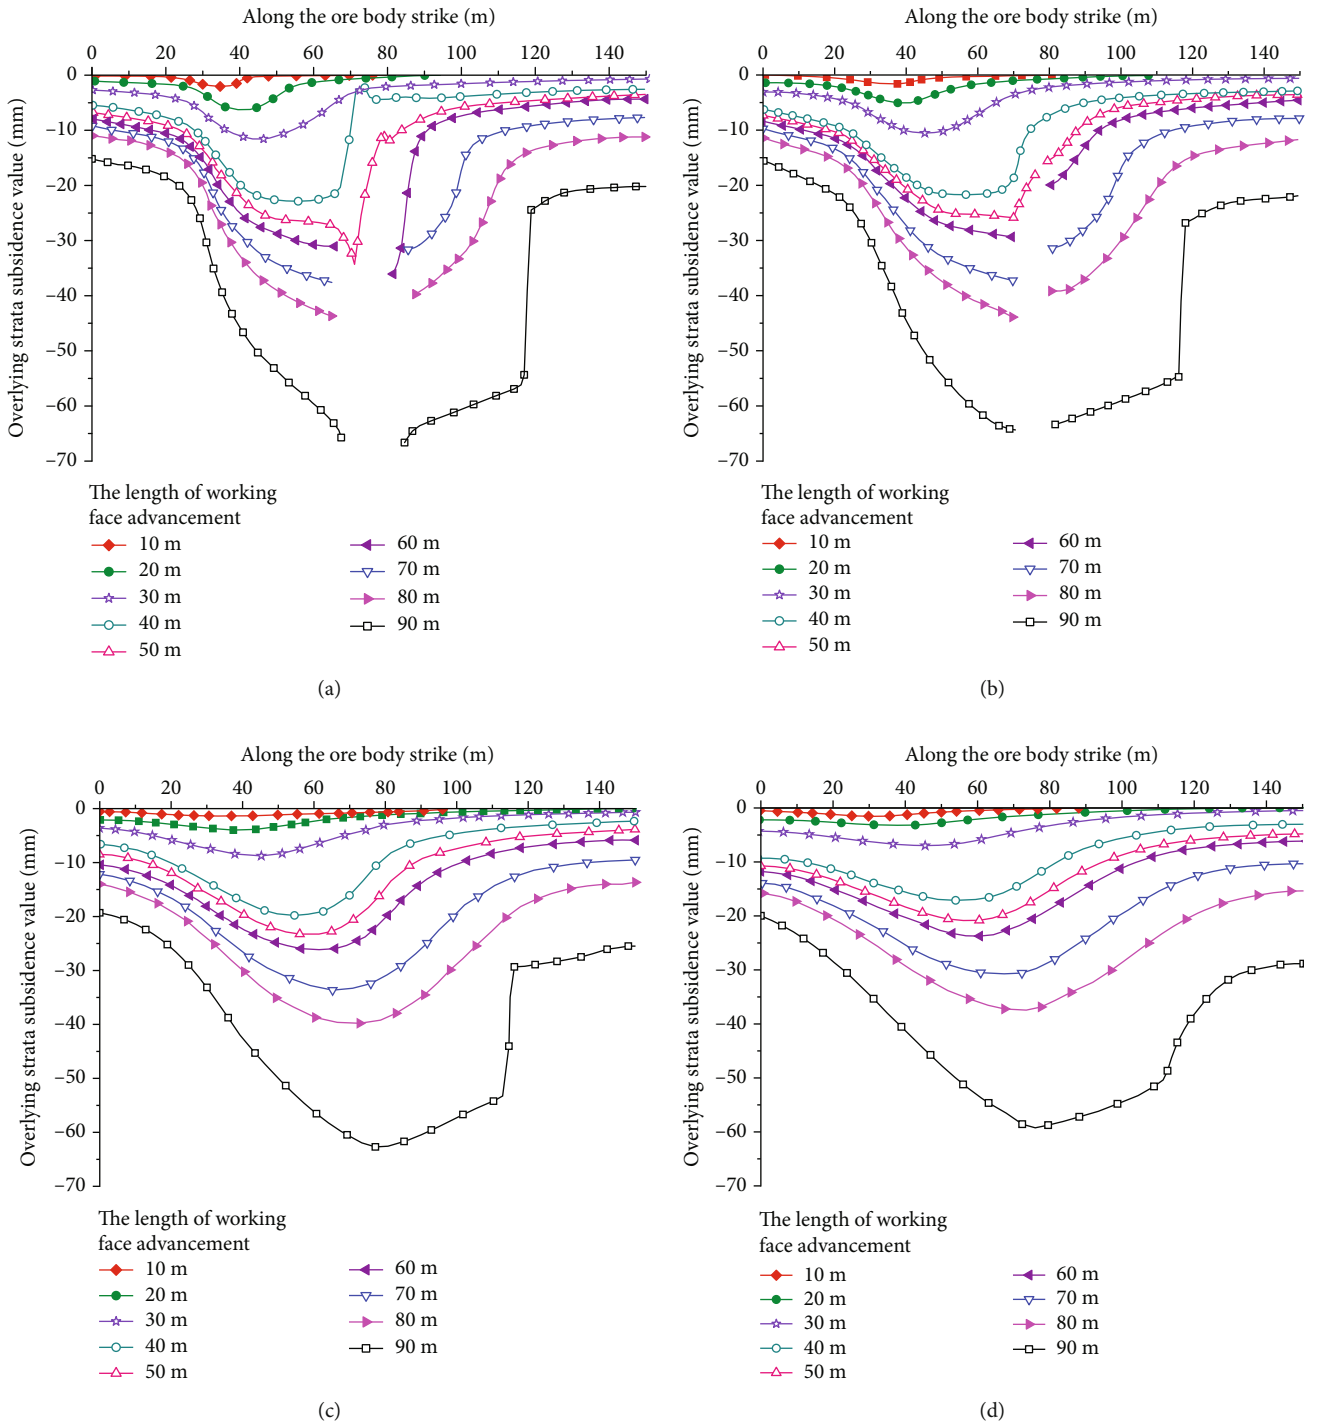 Along the ore body strike (m)
0 20 40 60 80 100 120 140
Overlying strata subsidence value (mm)
0
−10
−20
−30
−40
−50
−60
−70
The length of working
face advancement
10 m
20 m
30 m
40 m
50 m
60 m
70 m
80 m
90 m
(a)
Along the ore body strike (m)
0 20 40 60 80 100 120 140
Overlying strata subsidence value (mm)
0
−10
−20
−30
−40
−50
−60
−70
The length of working
face advancement
10 m
20 m
30 m
40 m
50 m
60 m
70 m
80 m
90 m
(b)
Along the ore body strike (m)
0 20 40 60 80 100 120 140
Overlying strata subsidence value (mm)
0
−10
−20
−30
−40
−50
−60
−70
The length of working
face advancement
10 m
20 m
30 m
40 m
50 m
60 m
70 m
80 m
90 m
(c)
Along the ore body strike (m)
0 20 40 60 80 100 120 140
Overlying strata subsidence value (mm)
0
−10
−20
−30
−40
−50
−60
−70
The length of working
face advancement
10 m
20 m
30 m
40 m
50 m
60 m
70 m
80 m
90 m
(d)